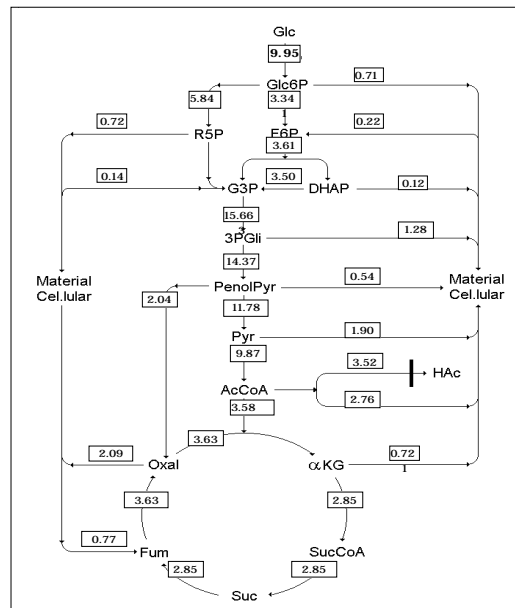 Glc
9.95
Glc6P
0.71
5.84
3.34
1
0.72
R5P
F6P
0.22
3.61
0.14
3.50
G3P
DHAP
0.12
15.66
3PGli
1.28
14.37
Material
Cel.lular
PenolPyr
0.54
Material
Cel.lular
2.04
11.78
Pyr
1.90
9.87
3.52
HAc
AcCoA
2.76
3.58
3.63
2.09
Oxal
αKG
0.72
1
3.63
2.85
0.77
Fum
SucCoA
2.85
2.85
Suc